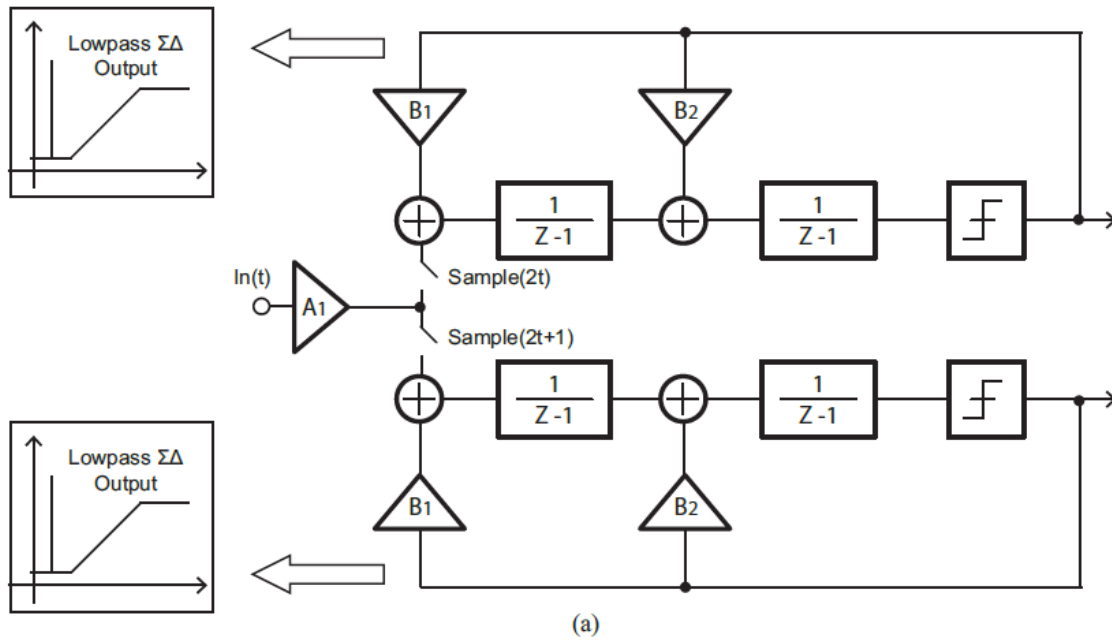 Lowpass ΣΔ
Output
B1
B2
1
Z -1
1
Z -1
In(t)
A1
Sample(2t)
Sample(2t+1)
1
Z -1
1
Z -1
Lowpass ΣΔ
Output
B1
B2
(a)